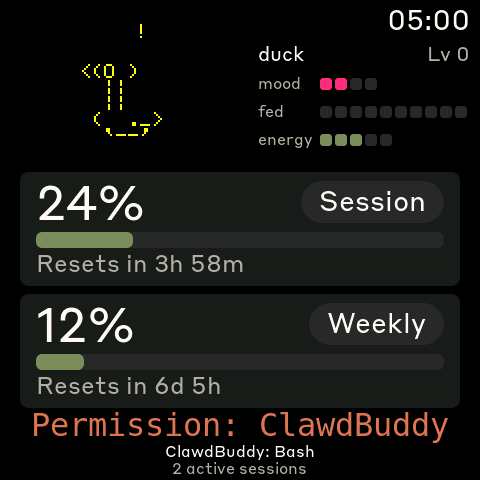 05:00
!
duck Lv 0
mood
fed
energy
24% Session
Resets in 3h 58m
12% Weekly
Resets in 6d 5h
Permission: ClawdBuddy
ClawdBuddy: Bash
2 active sessions